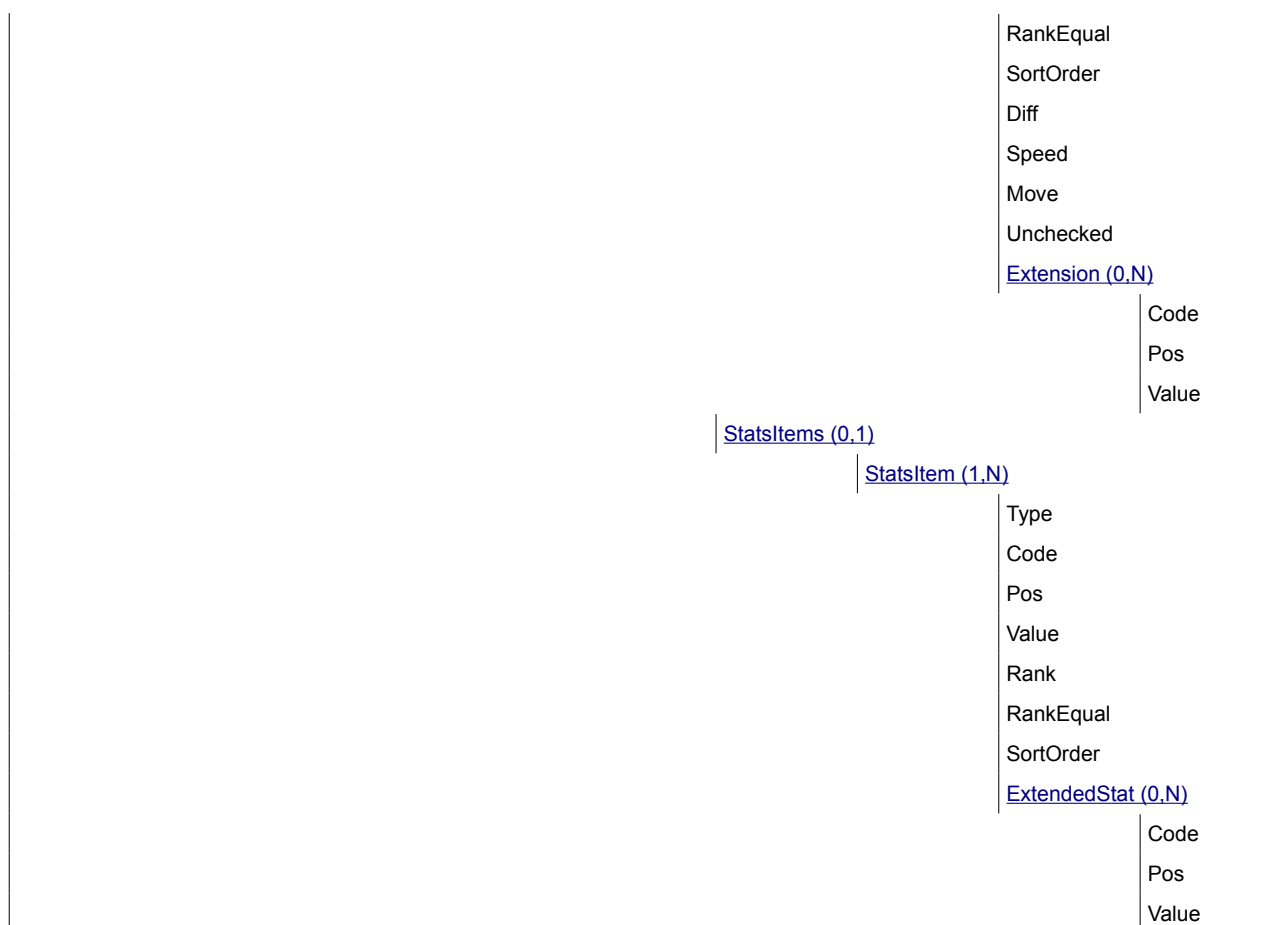 RankEqual
SortOrder
Diff
Speed
Move
Unchecked
Extension (0,N)
Code
Pos
Value
StatsItems (0,1)
StatsItem (1,N)
Type
Code
Pos
Value
Rank
RankEqual
SortOrder
ExtendedStat (0,N)
Code
Pos
Value